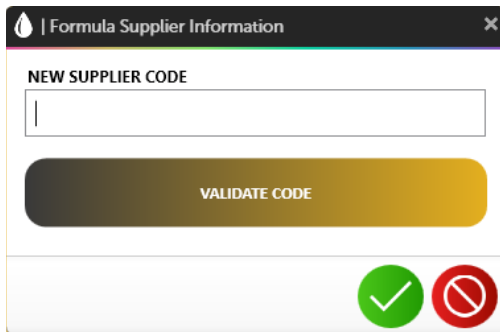 | Formula Supplier Information
NEW SUPPLIER CODE
VALIDATE CODE